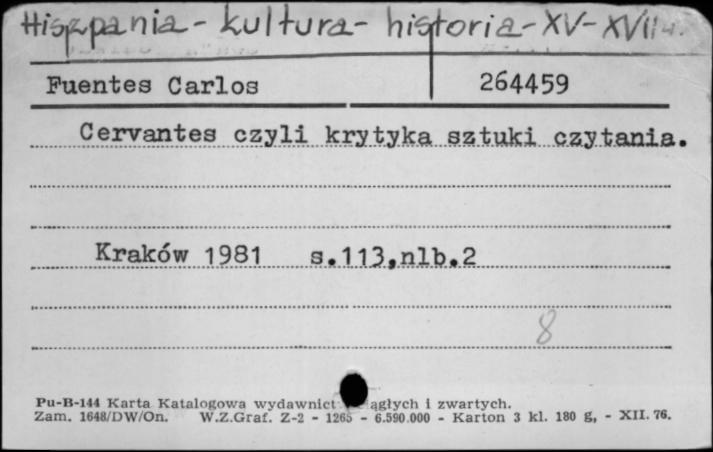 Hiszpania - kultura - historia - XV - XVII w.
Fuentes Carlos 264459
Cervantes czyli krytyka sztuki czytania.
Kraków 1981 s.113,nlb.2
8
Pu-B-144 Karta Katalogowa wydawnict ągłych i zwartych.
Zam. 1648/DW/On. W.Z.Graf. Z-2 - 1265 - 6.590.000 - Karton 3 kl. 180 g, - XII. 76.